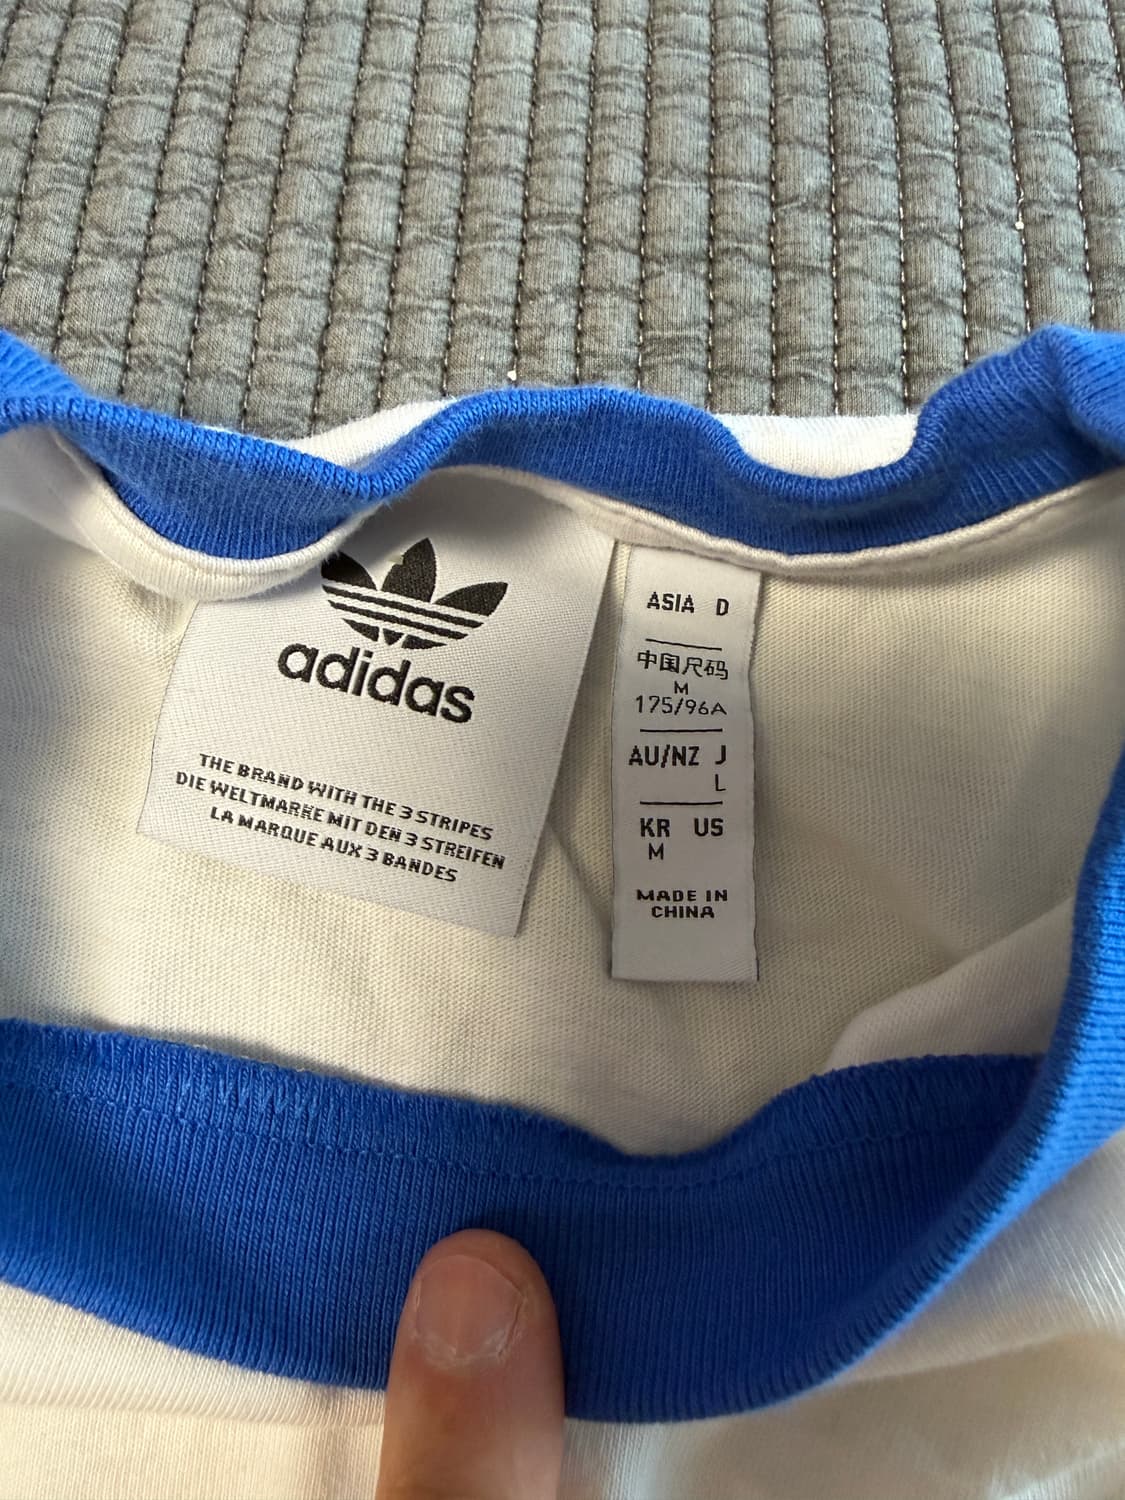 adidas
THE BRAND WITH THE 3 STRIPES
DIE WELTMARKE MIT DEN 3 STREIFEN
LA MARQUE AUX 3 BANDES
ASIA D
中国尺码
M
175/96A
AU/NZ J
L
KR US
M
MADE IN
CHINA